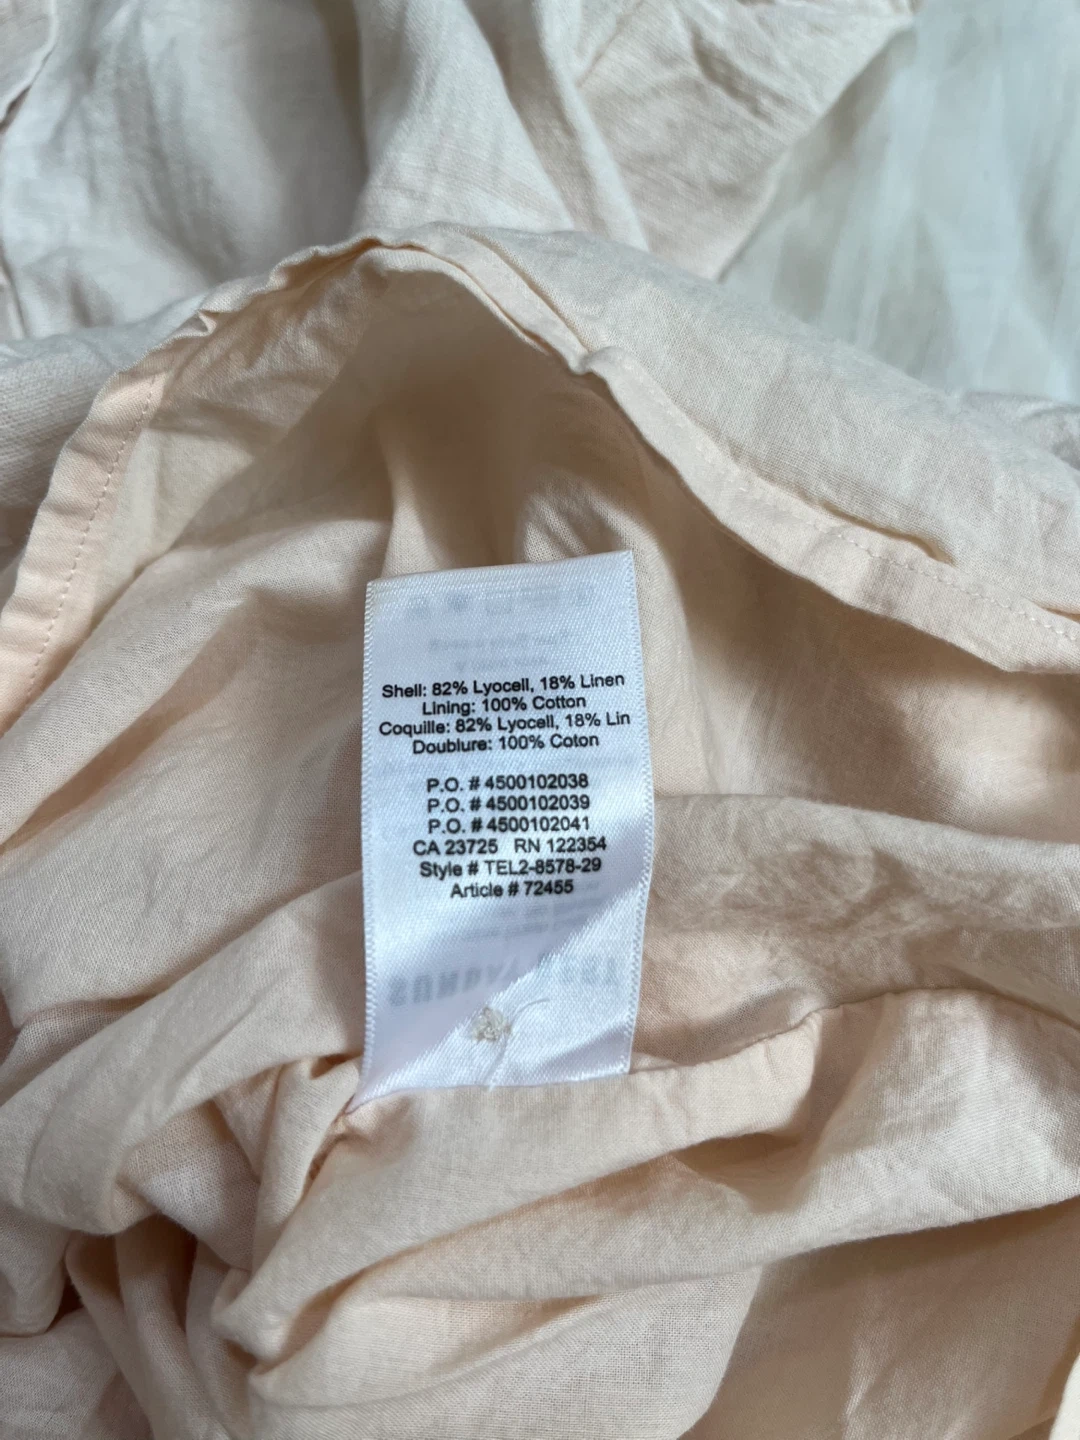 Shell: 82% Lyocell, 18% Linen
Lining: 100% Cotton
Coquille: 82% Lyocell, 18% Lin
Doublure: 100% Coton
P.O. # 4500102038
P.O. # 4500102039
P.O. # 4500102041
CA 23725 RN 122354
Style # TEL2-8578-29
Article # 72455